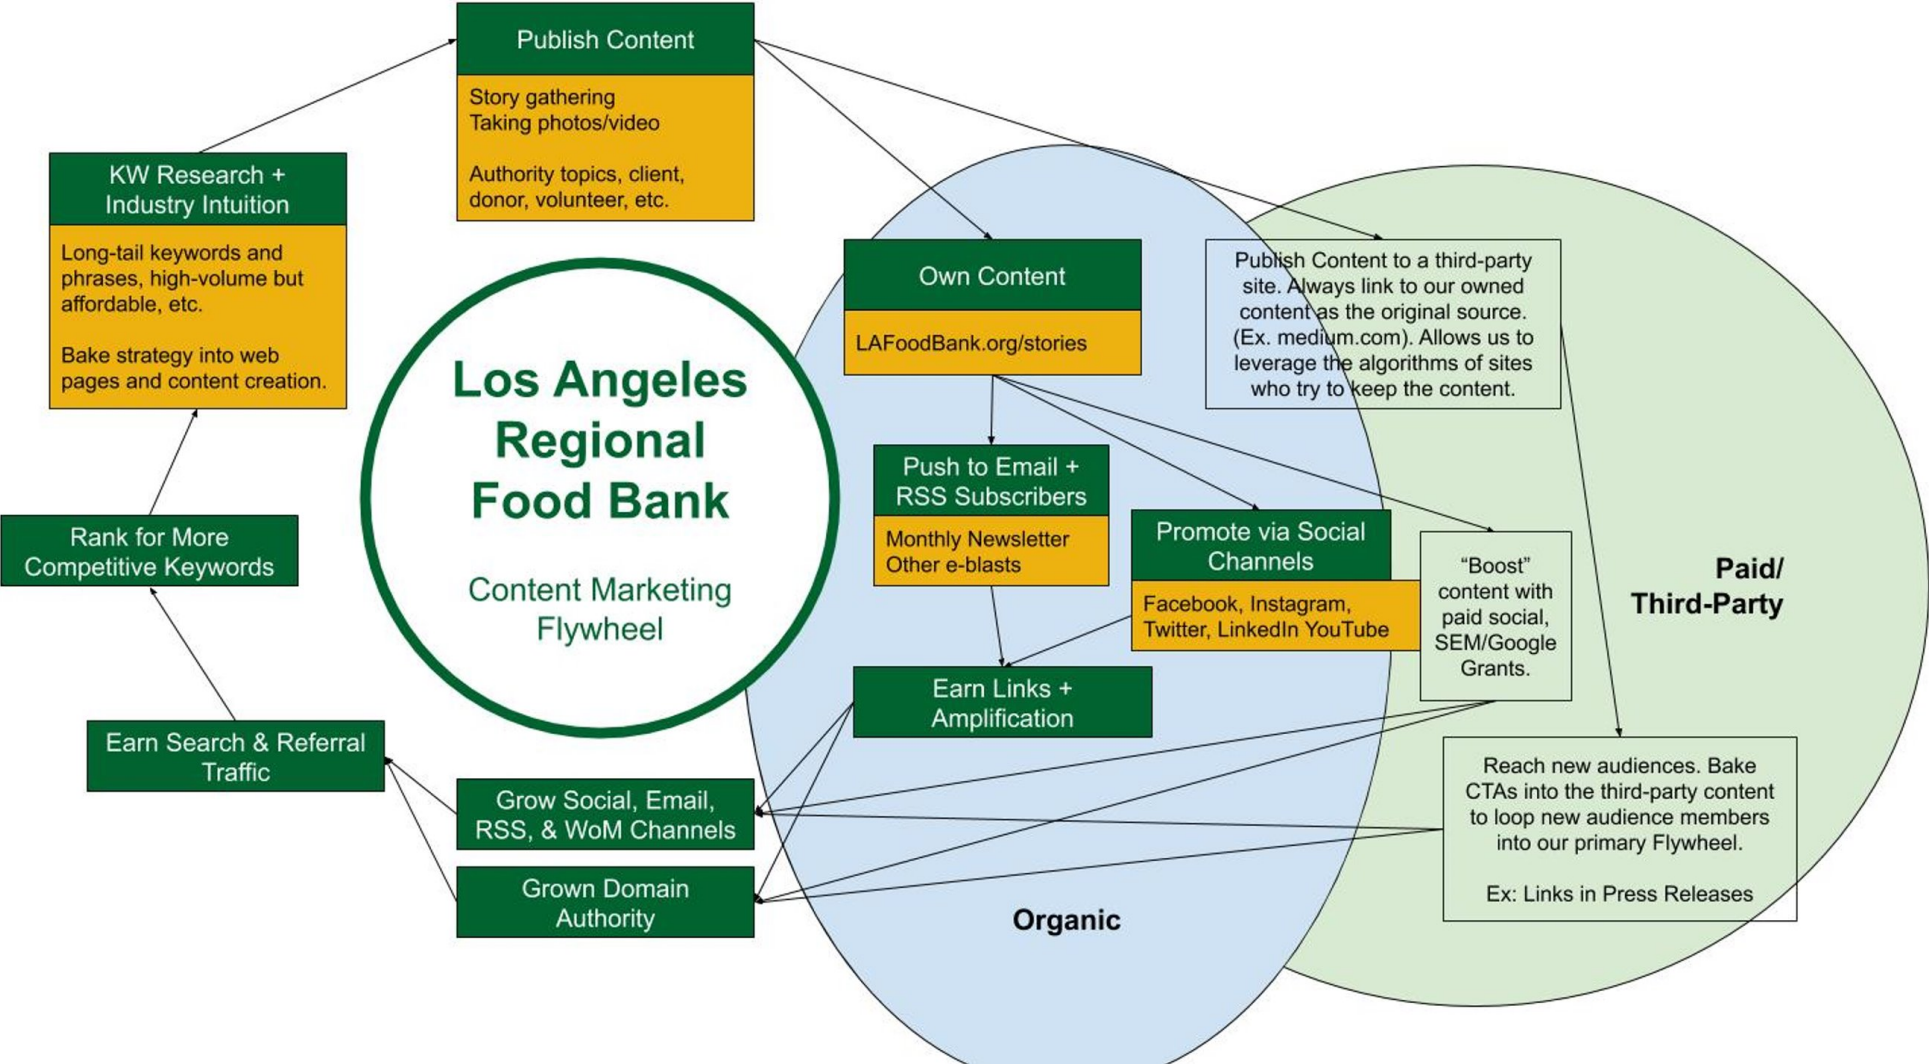 Publish Content
Story gathering
Taking photos/video
Authority topics, client,
donor, volunteer, etc.
KW Research +
Industry Intuition
Long-tail keywords and
phrases, high-volume but
affordable, etc.
Bake strategy into web
pages and content creation.
Rank for More
Competitive Keywords
Earn Search & Referral
Traffic
Los Angeles
Regional
Food Bank
Content Marketing
Flywheel
Own Content
LAFoodBank.org/stories
Publish Content to a third-party
site. Always link to our owned
content as the original source.
(Ex. medium.com). Allows us to
leverage the algorithms of sites
who try to keep the content.
Push to Email +
RSS Subscribers
Monthly Newsletter
Other e-blasts
Promote via Social
Channels
Facebook, Instagram,
Twitter, LinkedIn YouTube
“Boost”
content with
paid social,
SEM/Google
Grants.
Paid/
Third-Party
Earn Links +
Amplification
Grow Social, Email,
RSS, & WoM Channels
Grown Domain
Authority
Reach new audiences. Bake
CTAs into the third-party content
to loop new audience members
into our primary Flywheel.
Ex: Links in Press Releases
Organic